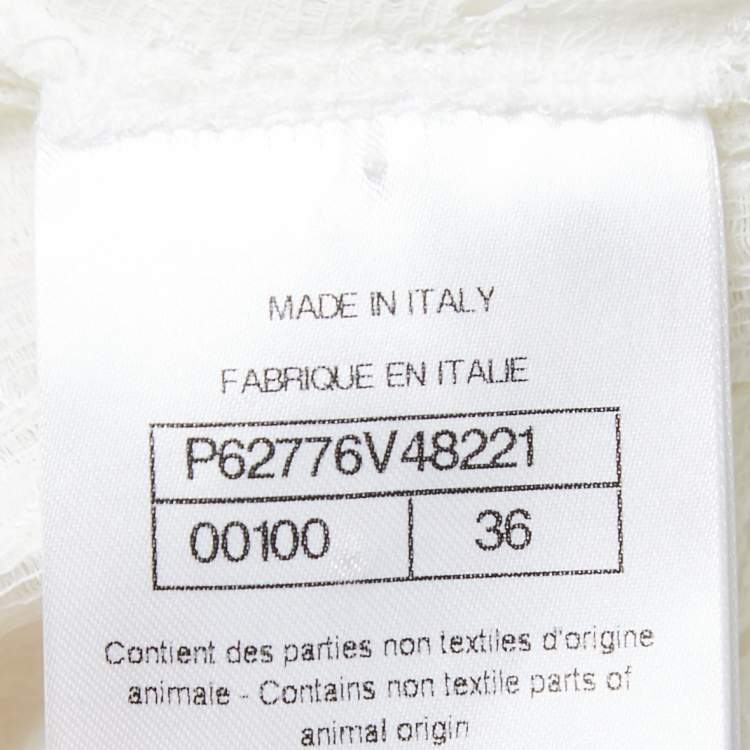 MADE IN ITALY
FABRIQUE EN ITALIE
P62776V48221
00100 36
Contient des parties non textiles d'origine
animale - Contains non textile parts of
animal origin